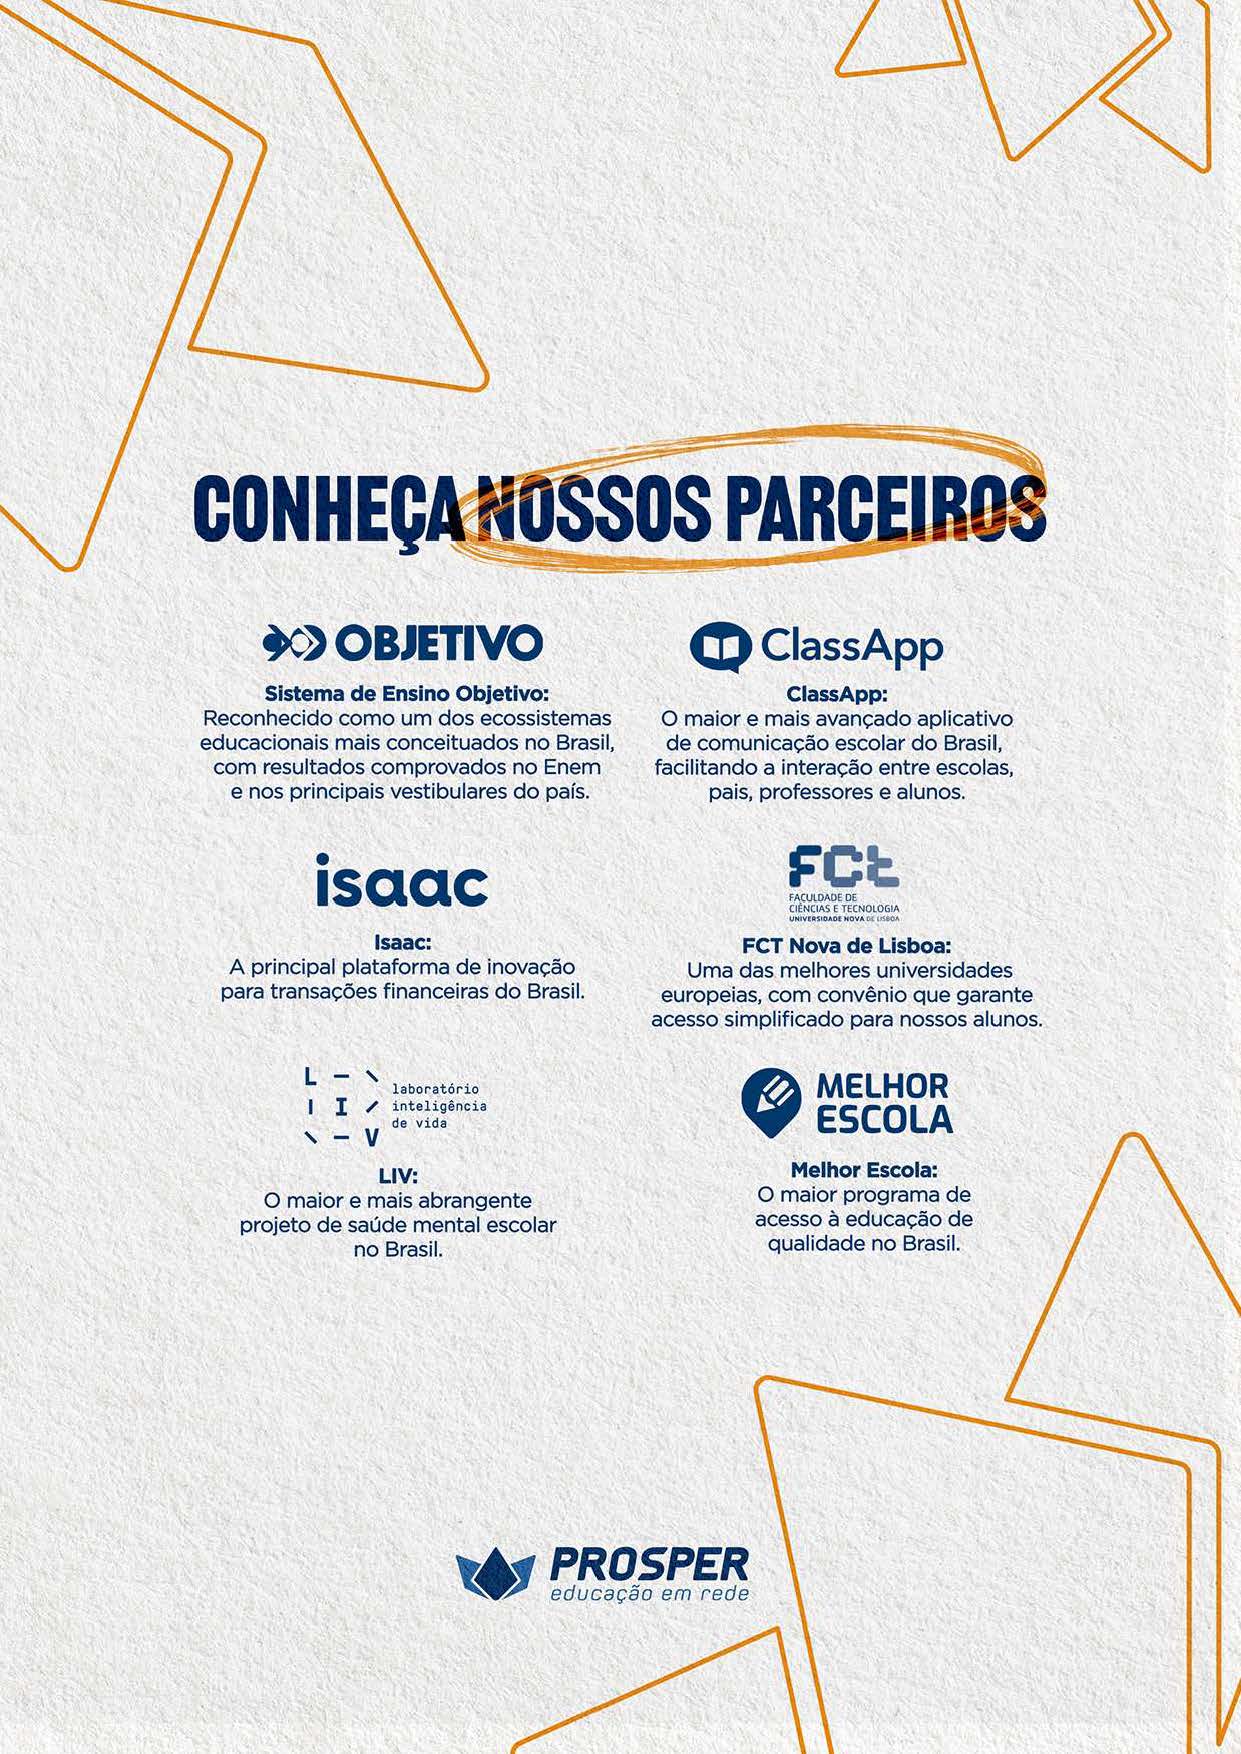 CONHEÇA NOSSOS PARCEIROS
OBJETIVO
Sistema de Ensino Objetivo:
Reconhecido como um dos ecossistemas
educacionais mais conceituados no Brasil,
com resultados comprovados no Enem
e nos principais vestibulares do país.
ClassApp
ClassApp:
O maior e mais avançado aplicativo
de comunicação escolar do Brasil,
facilitando a interação entre escolas,
pais, professores e alunos.
isaac
Isaac:
A principal plataforma de inovação
para transações financeiras do Brasil.
FCt
FACULDADE DE
CIÊNCIAS E TECNOLOGIA
UNIVERSIDADE NOVA DE LISBOA
FCT Nova de Lisboa:
Uma das melhores universidades
europeias, com convênio que garante
acesso simplificado para nossos alunos.
L I V
laboratório
inteligência
de vida
LIV:
O maior e mais abrangente
projeto de saúde mental escolar
no Brasil.
MELHOR
ESCOLA
Melhor Escola:
O maior programa de
acesso à educação de
qualidade no Brasil.
PROSPER
educação em rede